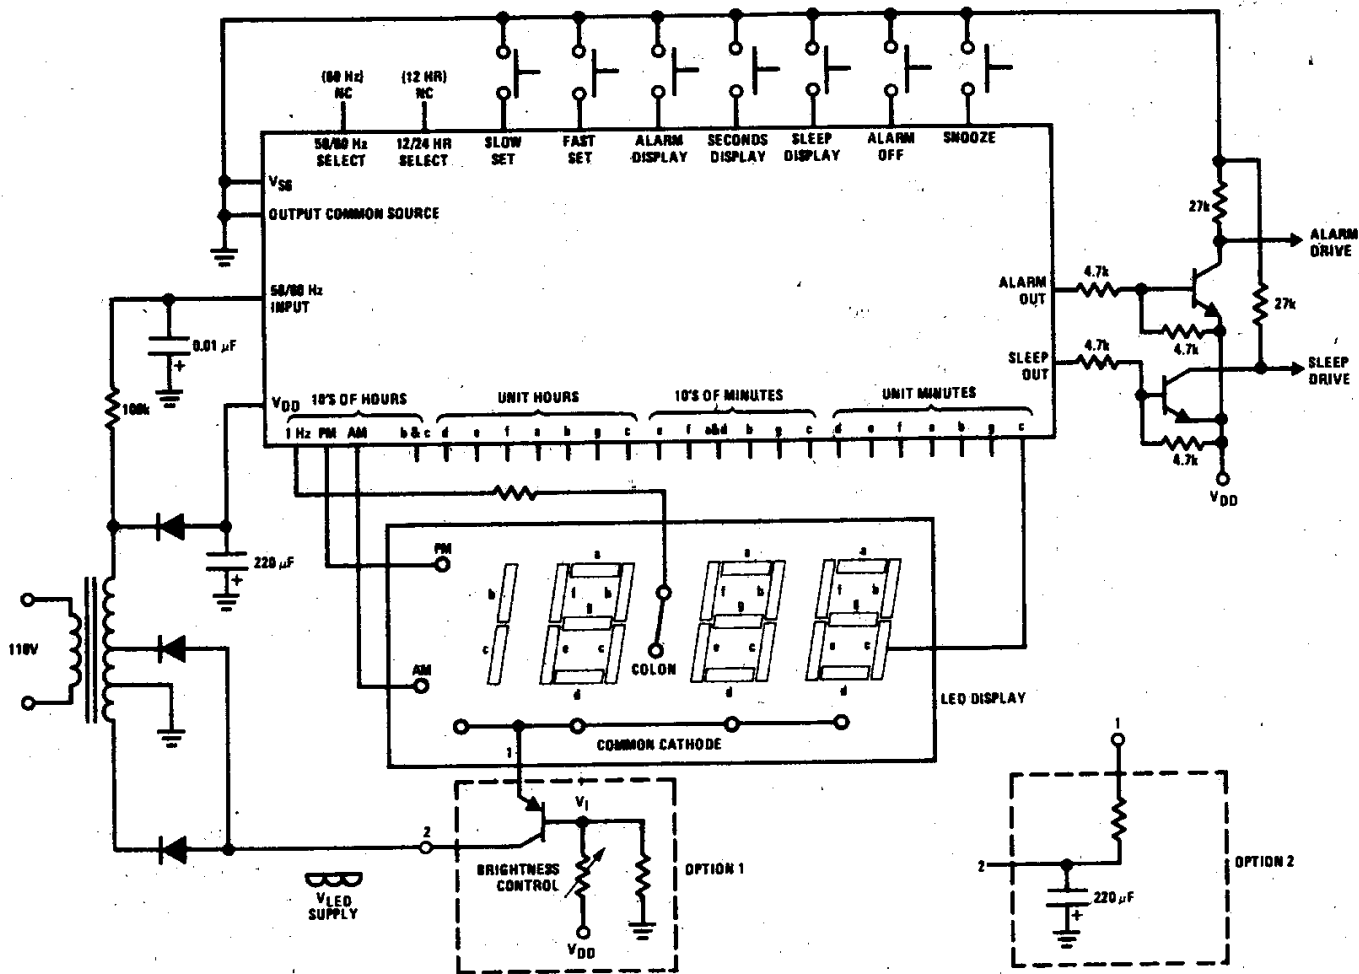 (60 Hz)
NC
(12 HR)
NC
50/60 Hz
SELECT
12/24 HR
SELECT
SLOW
SET
FAST
SET
ALARM
DISPLAY
SECONDS
DISPLAY
SLEEP
DISPLAY
ALARM
OFF
SNOOZE
VSS
OUTPUT COMMON SOURCE
50/60 Hz
INPUT
VDD
ALARM
OUT
SLEEP
OUT
27k
ALARM
DRIVE
4.7k
27k
4.7k
4.7k
SLEEP
DRIVE
4.7k
VDD
0.01 μF
+
100k
10'S OF HOURS
UNIT HOURS
10'S OF MINUTES
UNIT MINUTES
1 Hz PM AM b & c d e f a b g c e f a&d b g c d e f a b g c
220 μF
+
110V
PM
AM
b
c
a
f b
g
e c
d
COLON
a
f b
g
e c
d
a
f b
g
e c
d
LED DISPLAY
COMMON CATHODE
1
VI
2
BRIGHTNESS
CONTROL
VDD
OPTION 1
VLED
SUPPLY
1
2
220 μF
+
OPTION 2